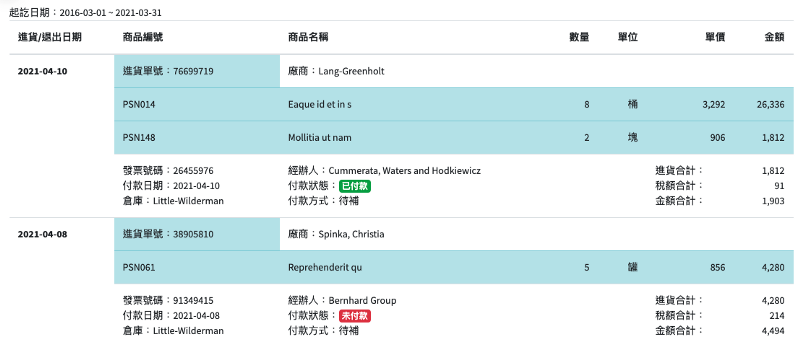 起訖日期：2016-03-01 ~ 2021-03-31
進貨/退出日期 商品編號 商品名稱 數量 單位 單價 金額
2021-04-10 進貨單號：76699719 廠商：Lang-Greenholt
PSN014 Eaque id et in s 8 桶 3,292 26,336
PSN148 Mollitia ut nam 2 塊 906 1,812
發票號碼：26455976 經辦人：Cummerata, Waters and Hodkiewicz 進貨合計： 1,812
付款日期：2021-04-10 付款狀態：已付款 稅額合計： 91
倉庫：Little-Wilderman 付款方式：待補 金額合計： 1,903
2021-04-08 進貨單號：38905810 廠商：Spinka, Christia
PSN061 Reprehenderit qu 5 罐 856 4,280
發票號碼：91349415 經辦人：Bernhard Group 進貨合計： 4,280
付款日期：2021-04-08 付款狀態：未付款 稅額合計： 214
倉庫：Little-Wilderman 付款方式：待補 金額合計： 4,494